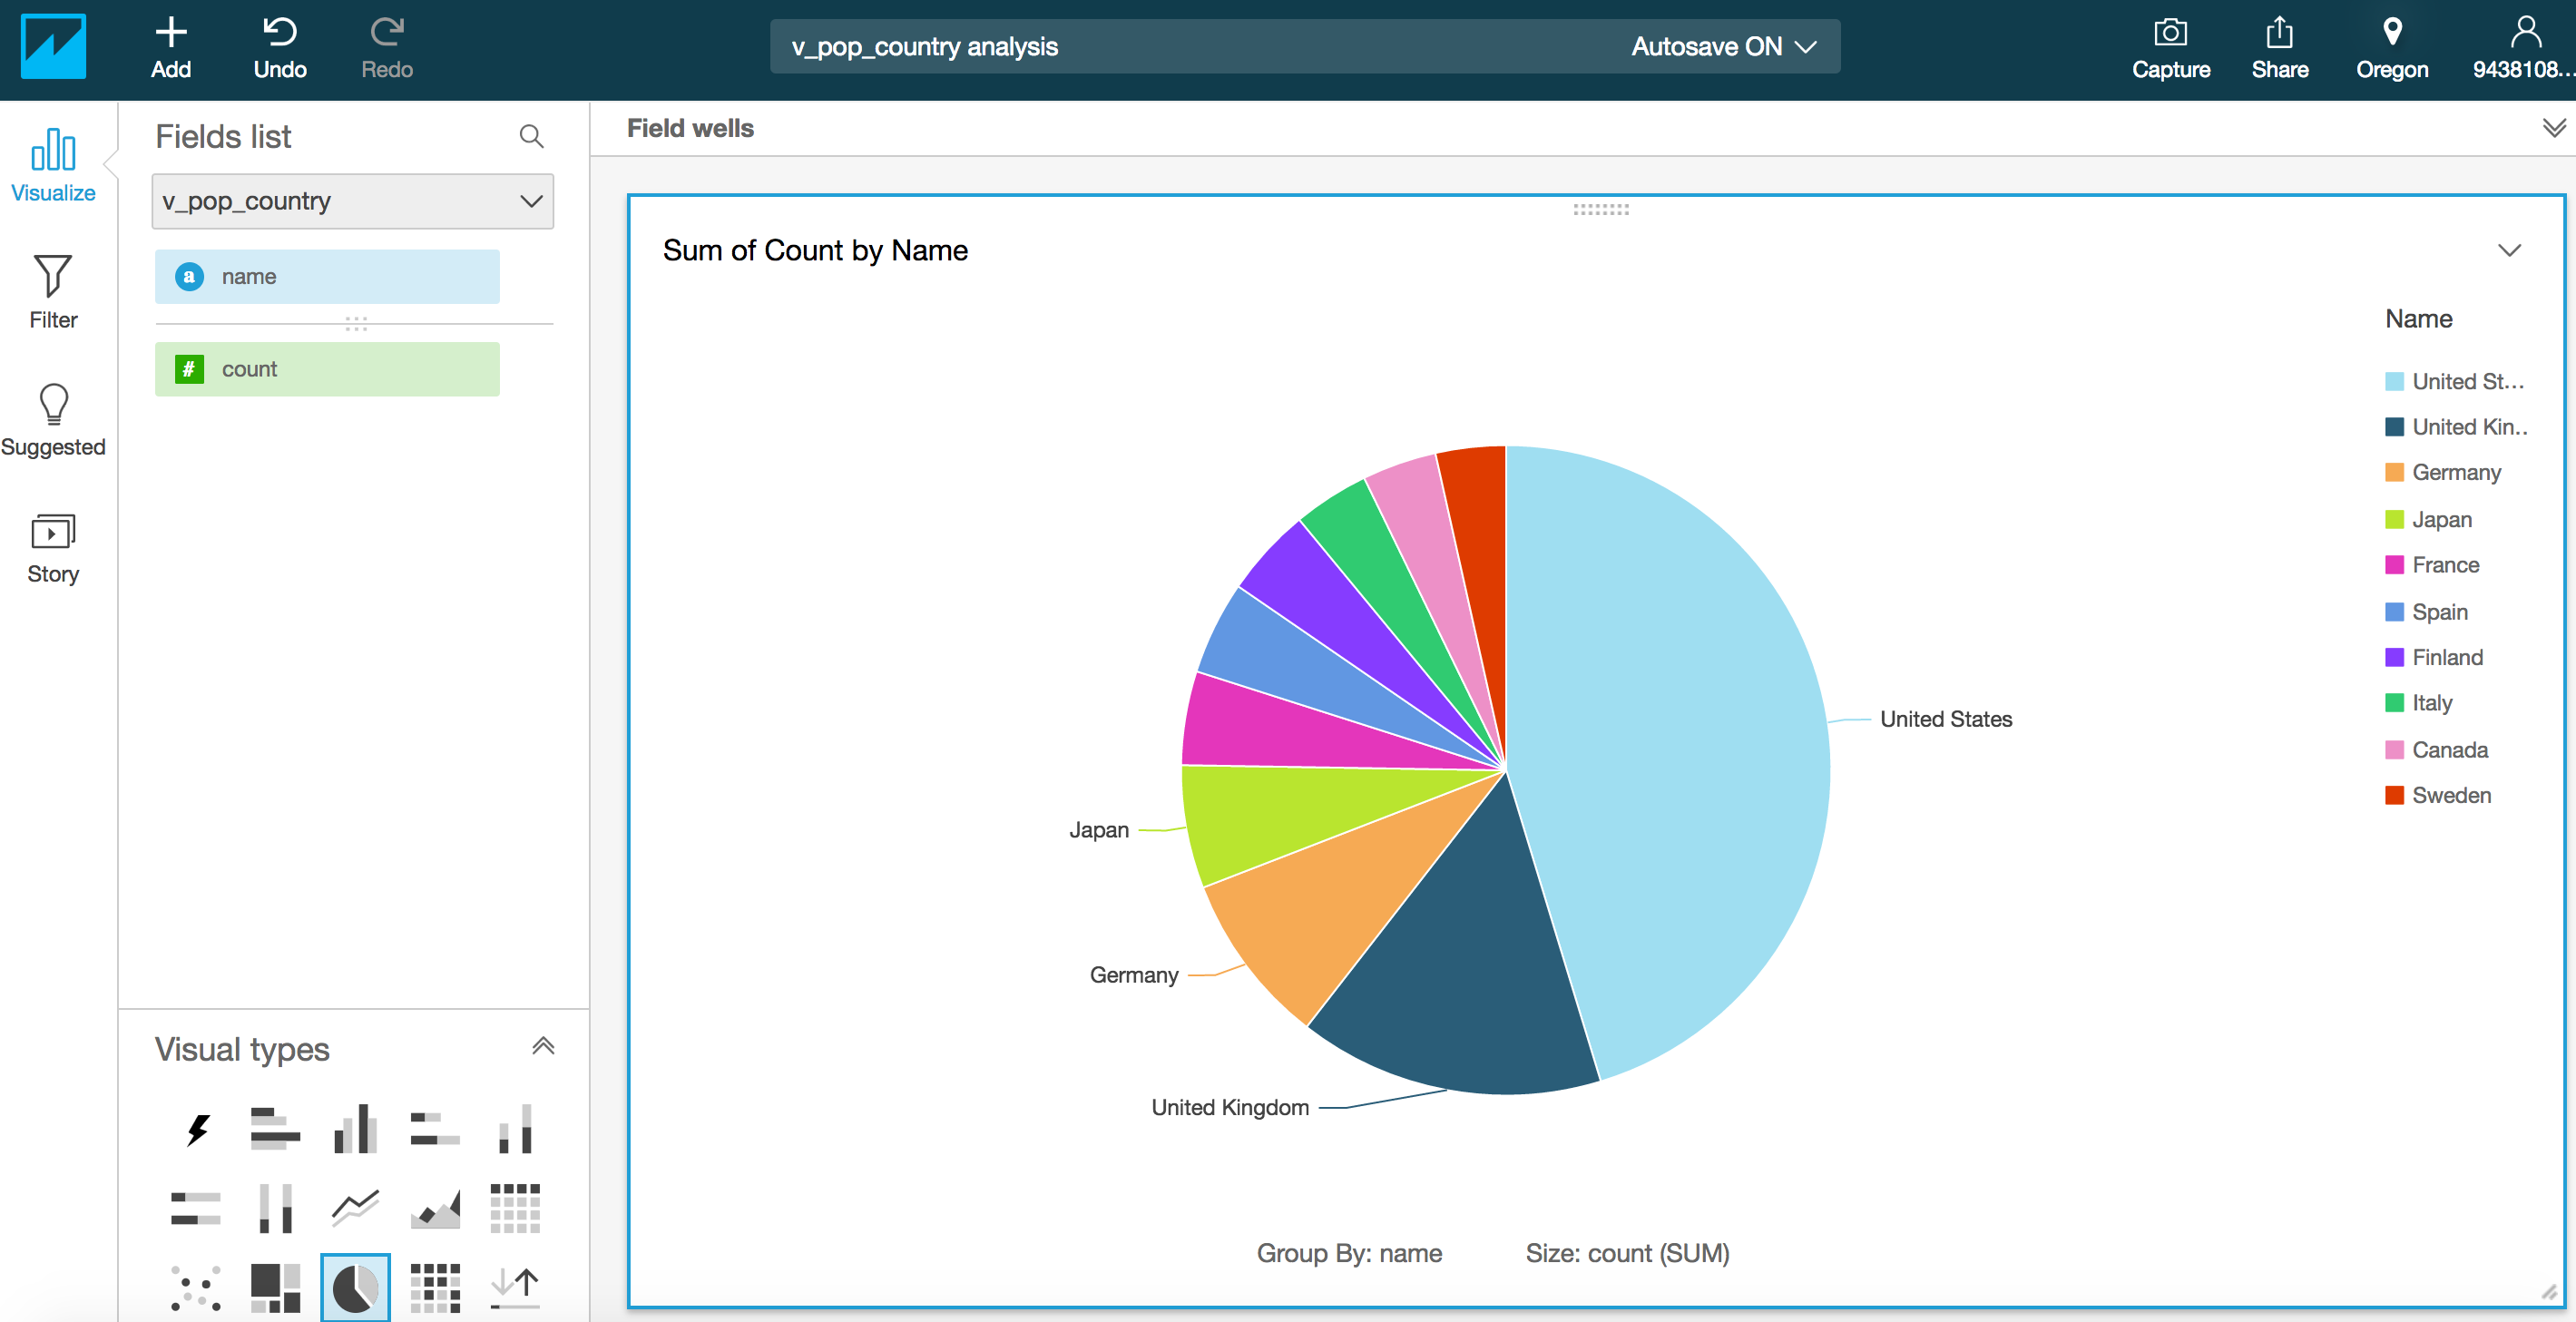 Add
Undo
Redo
v_pop_country analysis
Autosave ON
Capture
Share
Oregon
9438108...
Visualize
Filter
Suggested
Story
Fields list
v_pop_country
a name
# count
Visual types
Field wells
Sum of Count by Name
United States
Japan
Germany
United Kingdom
Name
United St...
United Kin..
Germany
Japan
France
Spain
Finland
Italy
Canada
Sweden
Group By: name
Size: count (SUM)